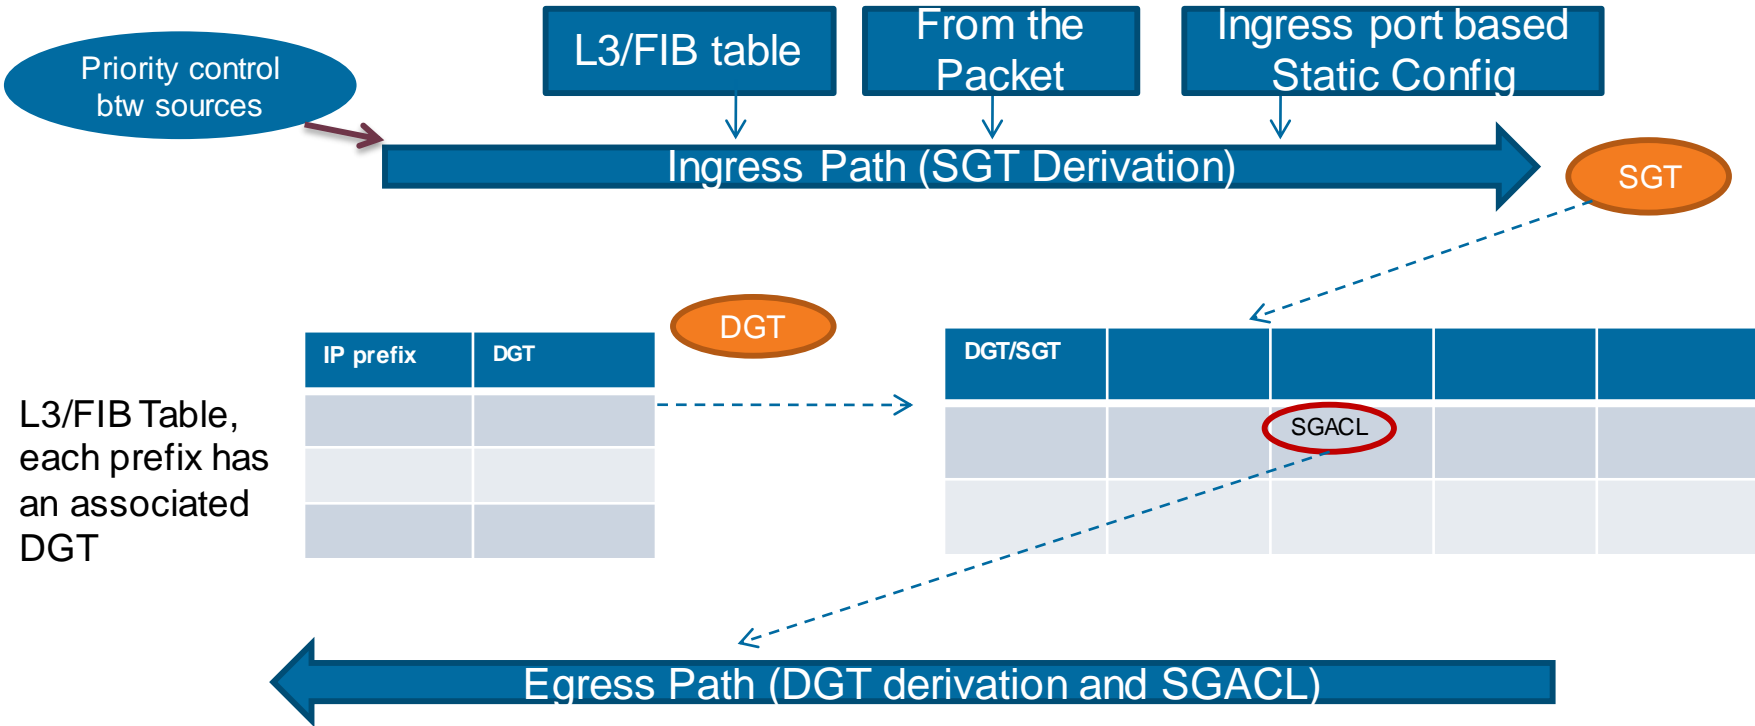 Priority control
btw sources
L3/FIB table
From the
Packet
Ingress port based
Static Config
Ingress Path (SGT Derivation)
SGT
DGT
IP prefix
DGT
DGT/SGT
SGACL
L3/FIB Table,
each prefix has
an associated
DGT
Egress Path (DGT derivation and SGACL)